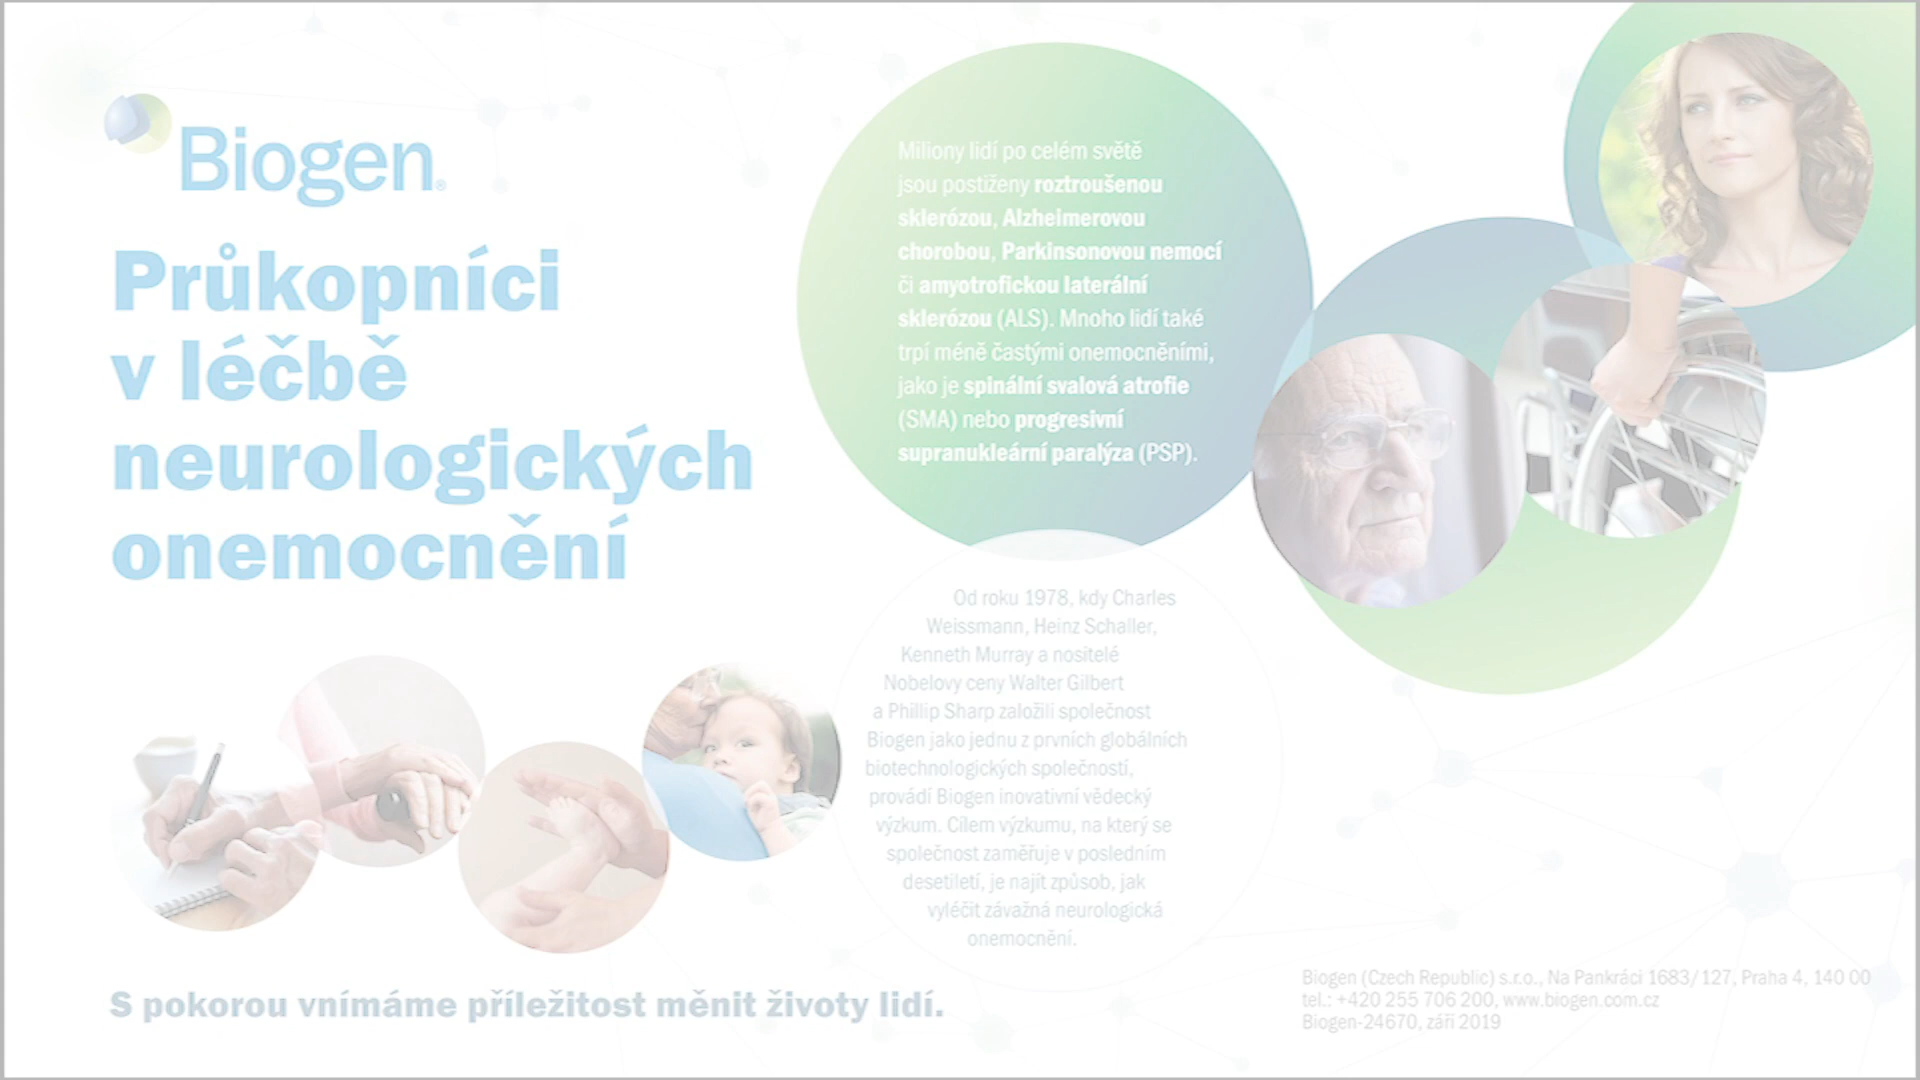 Biogen®
Průkopníci
v léčbě
neurologických
onemocnění
Miliony lidí po celém světě
jsou postiženy roztroušenou
sklerózou, Alzheimerovou
chorobou, Parkinsonovou nemocí
či amyotrofickou laterální
sklerózou (ALS). Mnoho lidí také
trpí méně častými onemocněními,
jako je spinální svalová atrofie
(SMA) nebo progresivní
supranukleární paralýza (PSP).
Od roku 1978, kdy Charles
Weissmann, Heinz Schaller,
Kenneth Murray a nositelé
Nobelovy ceny Walter Gilbert
a Phillip Sharp založili společnost
Biogen jako jednu z prvních globálních
biotechnologických společností,
provádí Biogen inovativní vědecký
výzkum. Cílem výzkumu, na který se
společnost zaměřuje v posledním
desetiletí, je najít způsob, jak
vyléčit závažná neurologická
onemocnění.
S pokorou vnímáme příležitost měnit životy lidí.
Biogen (Czech Republic) s.r.o., Na Pankráci 1683/127, Praha 4, 140 00
tel.: +420 255 706 200, www.biogen.com.cz
Biogen-24670, září 2019